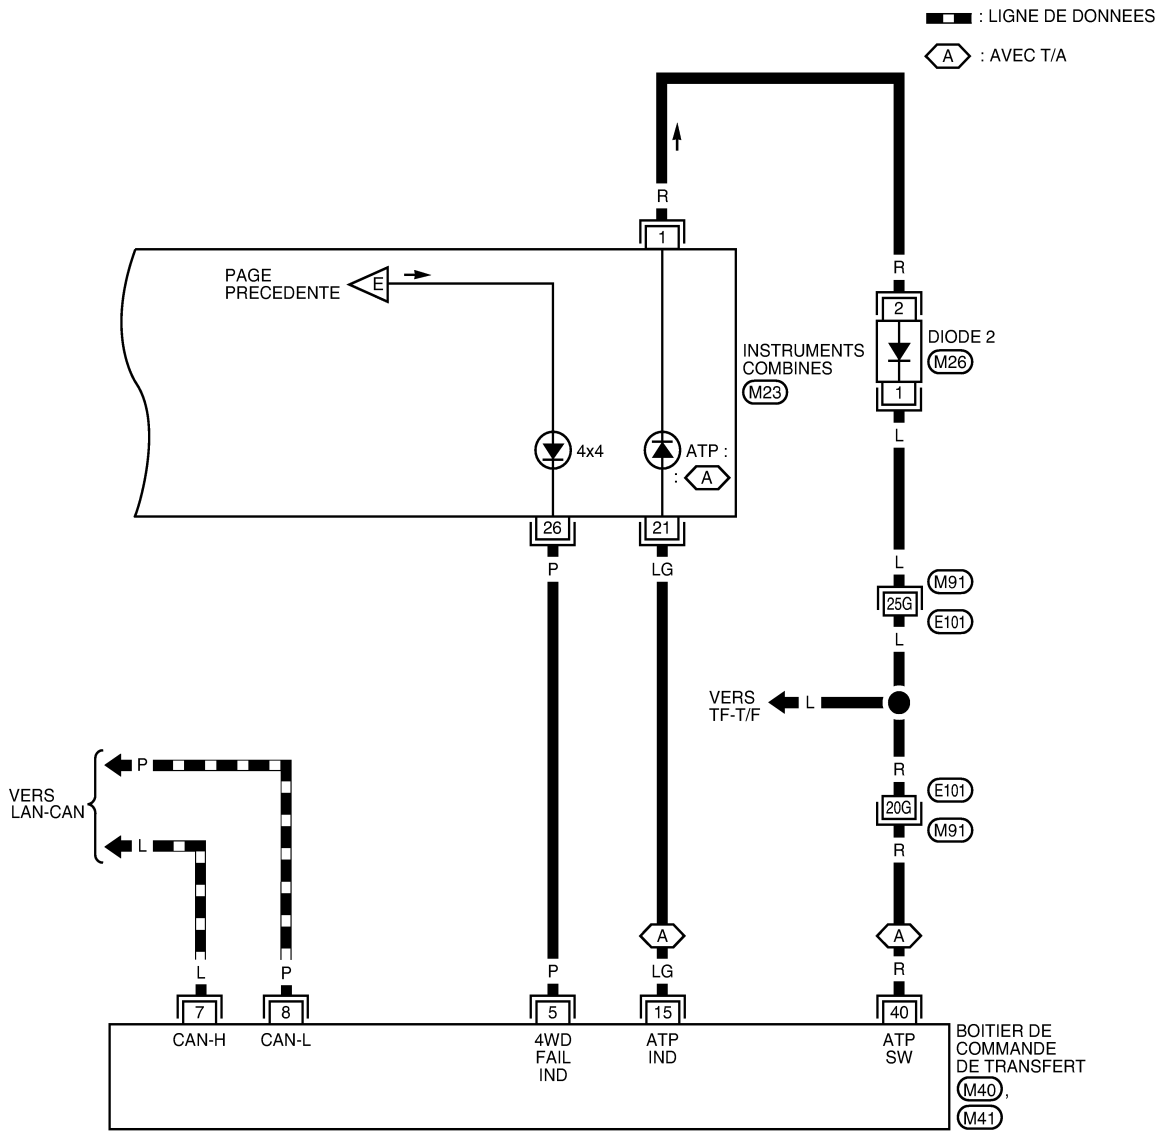 : LIGNE DE DONNEES
A : AVEC T/A
R
1
R
PAGE
PRECEDENTE
E
2
DIODE 2
M26
1
INSTRUMENTS
COMBINES
M23
L
4x4
ATP :
: A
26
21
P
LG
L
M91
25G
E101
L
VERS
TF-T/F
L
P
R
E101
20G
M91
VERS
LAN-CAN
L
R
A
A
L
P
P
LG
R
7
8
5
15
40
CAN-H
CAN-L
4WD
FAIL
IND
ATP
IND
ATP
SW
BOITIER DE
COMMANDE
DE TRANSFERT
M40 ,
M41